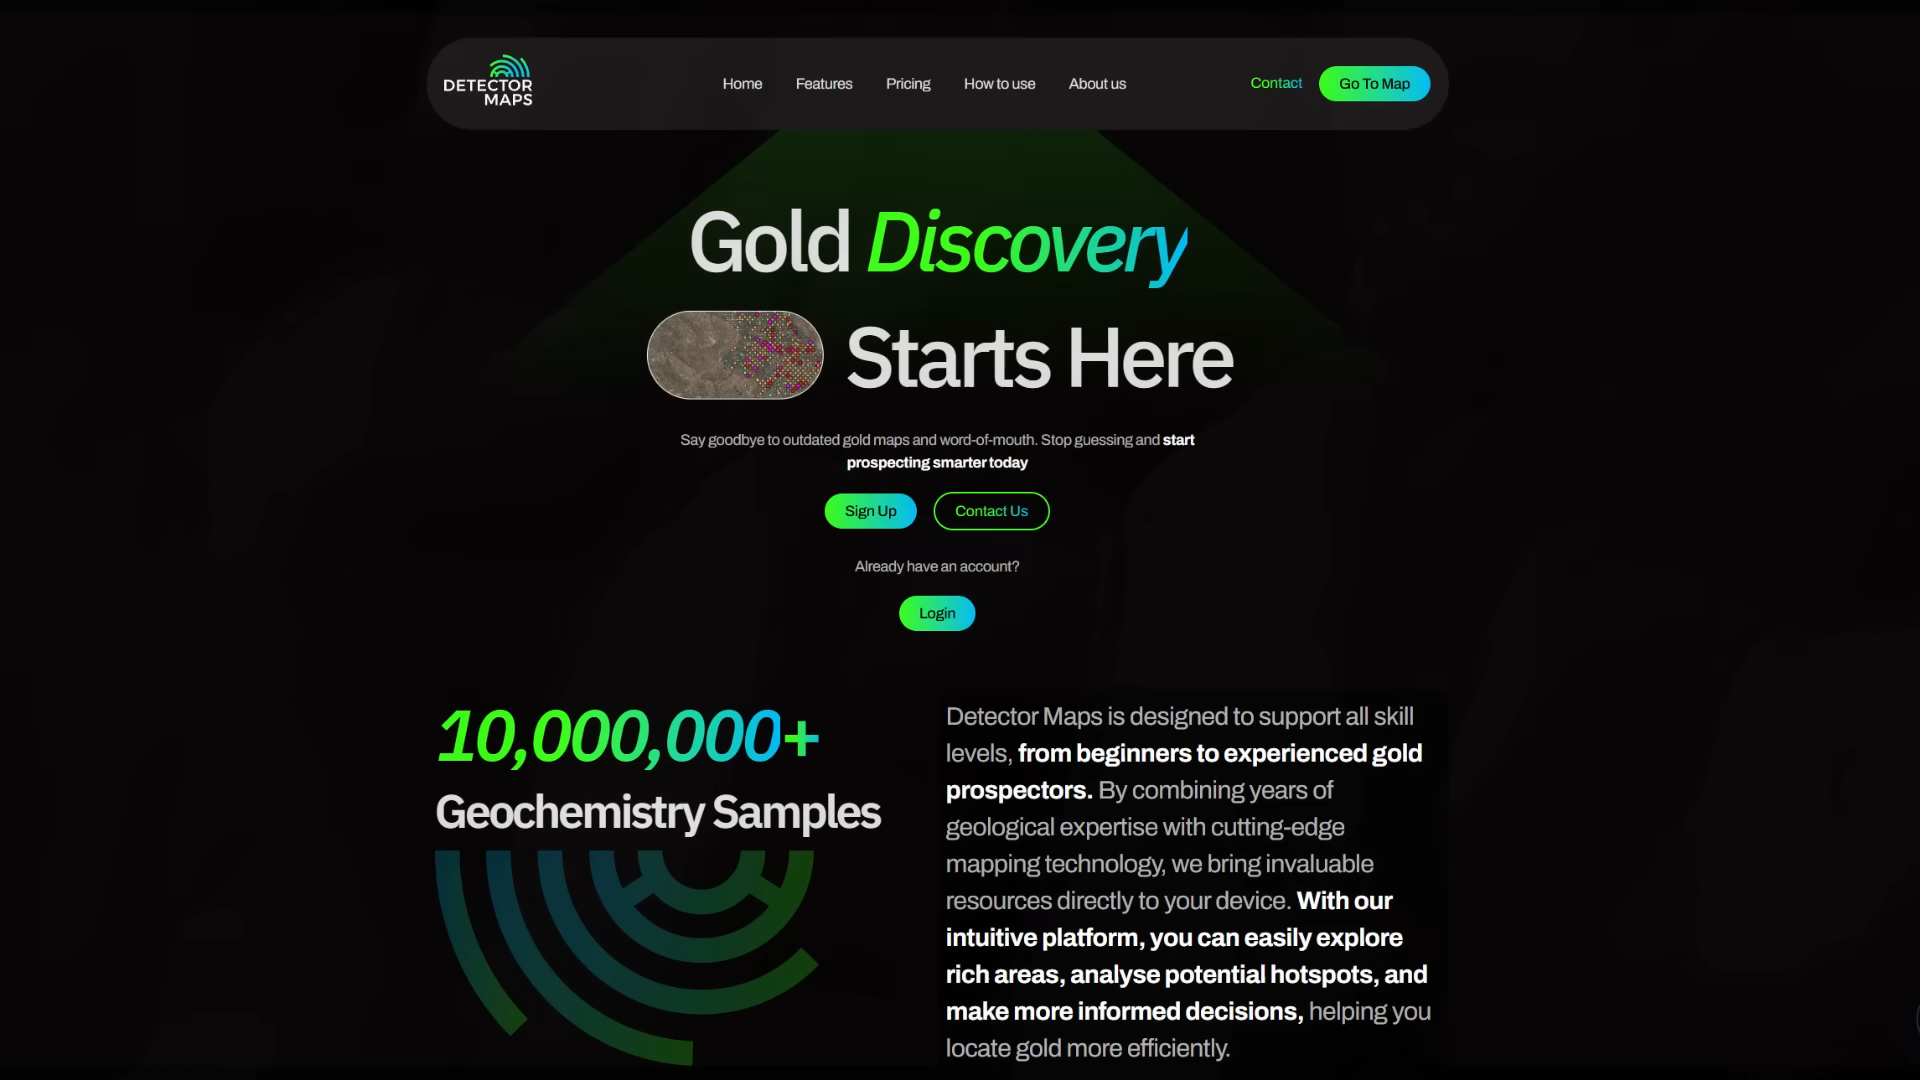 DETECTOR
MAPS
Home
Features
Pricing
How to use
About us
Contact
Go To Map
Gold Discovery
Starts Here
Say goodbye to outdated gold maps and word-of-mouth. Stop guessing and start
prospecting smarter today
Sign Up
Contact Us
Already have an account?
Login
10,000,000+
Geochemistry Samples
Detector Maps is designed to support all skill
levels, from beginners to experienced gold
prospectors. By combining years of
geological expertise with cutting-edge
mapping technology, we bring invaluable
resources directly to your device. With our
intuitive platform, you can easily explore
rich areas, analyse potential hotspots, and
make more informed decisions, helping you
locate gold more efficiently.